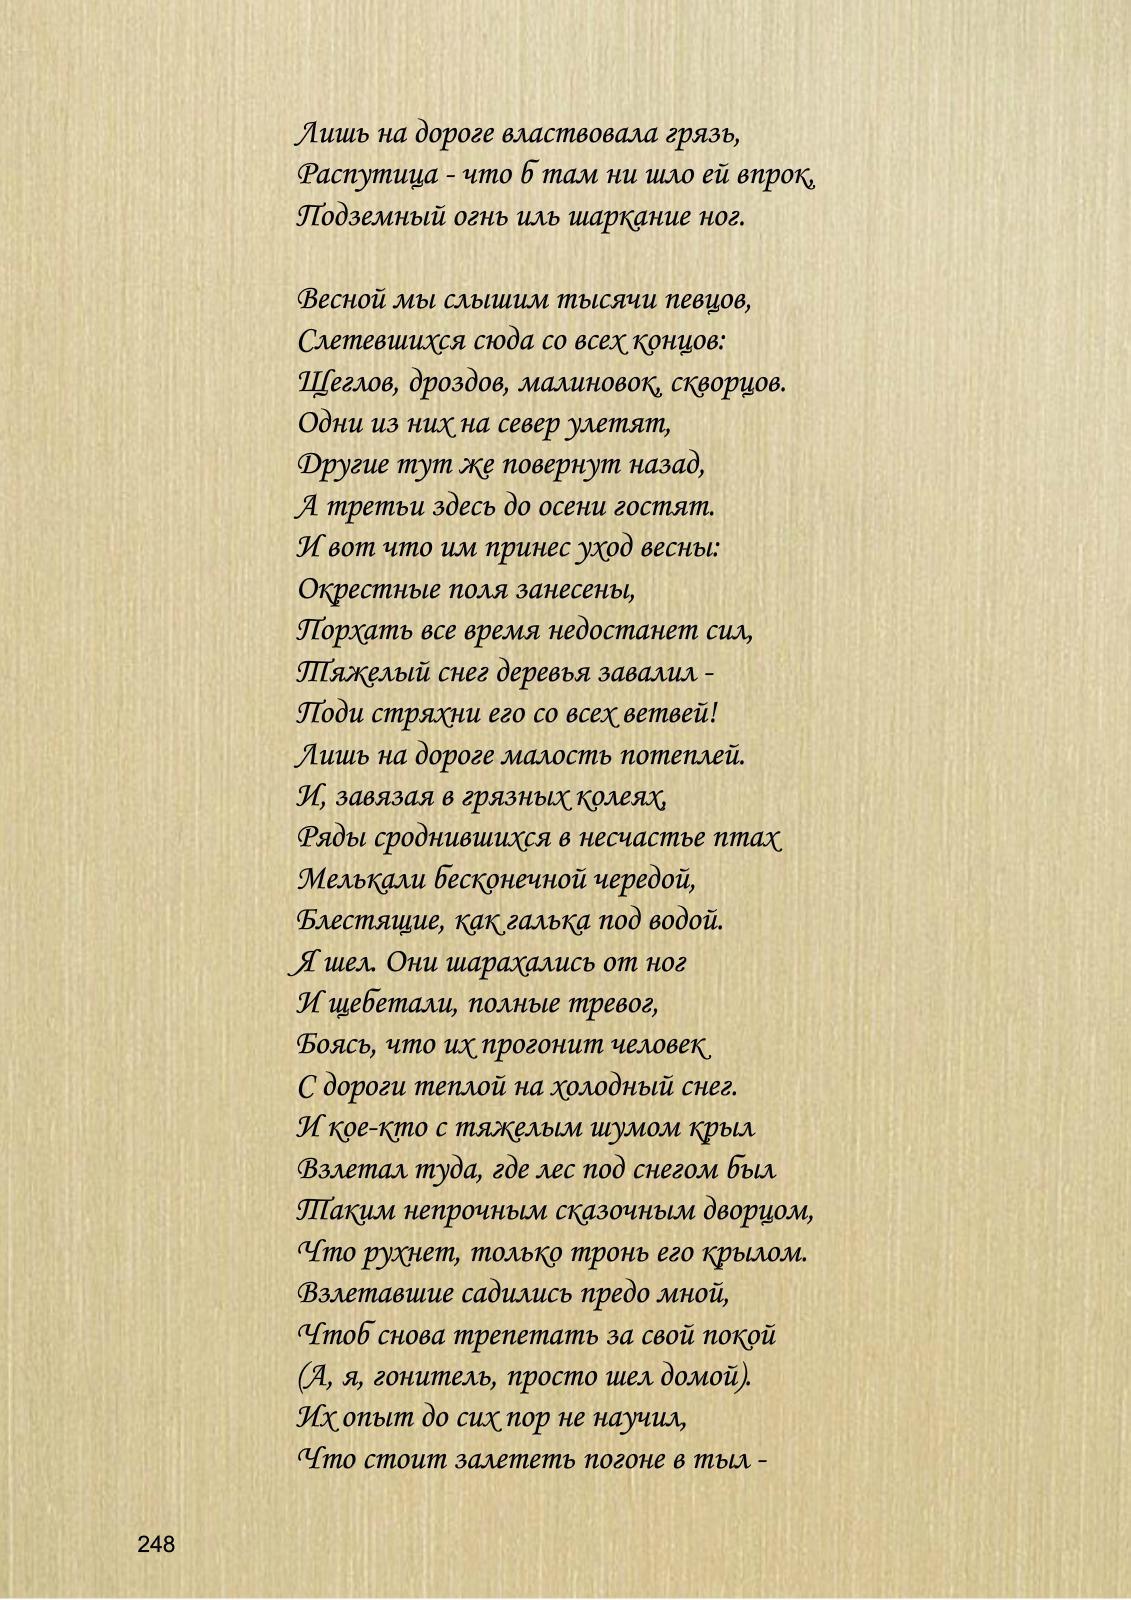 Лишь на дороге властвовала грязь,
Распутица - что б там ни шло ей впрок,
Подземный огнь иль шаркание ног.
Весной мы слышим тысячи певцов,
Слетевшихся сюда со всех концов:
Щеглов, дроздов, малиновок, скворцов.
Одни из них на север улетят,
Другие тут же повернут назад,
А третьи здесь до осени гостят.
И вот что им принес уход весны:
Окрестные поля занесены,
Порхать все время недостанет сил,
Тяжелый снег деревья завалил -
Поди стряхни его со всех ветвей!
Лишь на дороге малость потеплей.
И, завязая в грязных колеях,
Ряды сроднившихся в несчастье птах
Мелькали бесконечной чередой,
Блестящие, как галька под водой.
Я шел. Они шарахались от ног
И щебетали, полные тревог,
Боясь, что их прогонит человек
С дороги теплой на холодный снег.
И кое-кто с тяжелым шумом крыл
Взлетал туда, где лес под снегом был
Таким непрочным сказочным дворцом,
Что рухнет, только тронь его крылом.
Взлетавшие садились предо мной,
Чтоб снова трепетать за свой покой
(А, я, гонитель, просто шел домой).
Их опыт до сих пор не научил,
Что стоит залететь погоне в тыл -
248